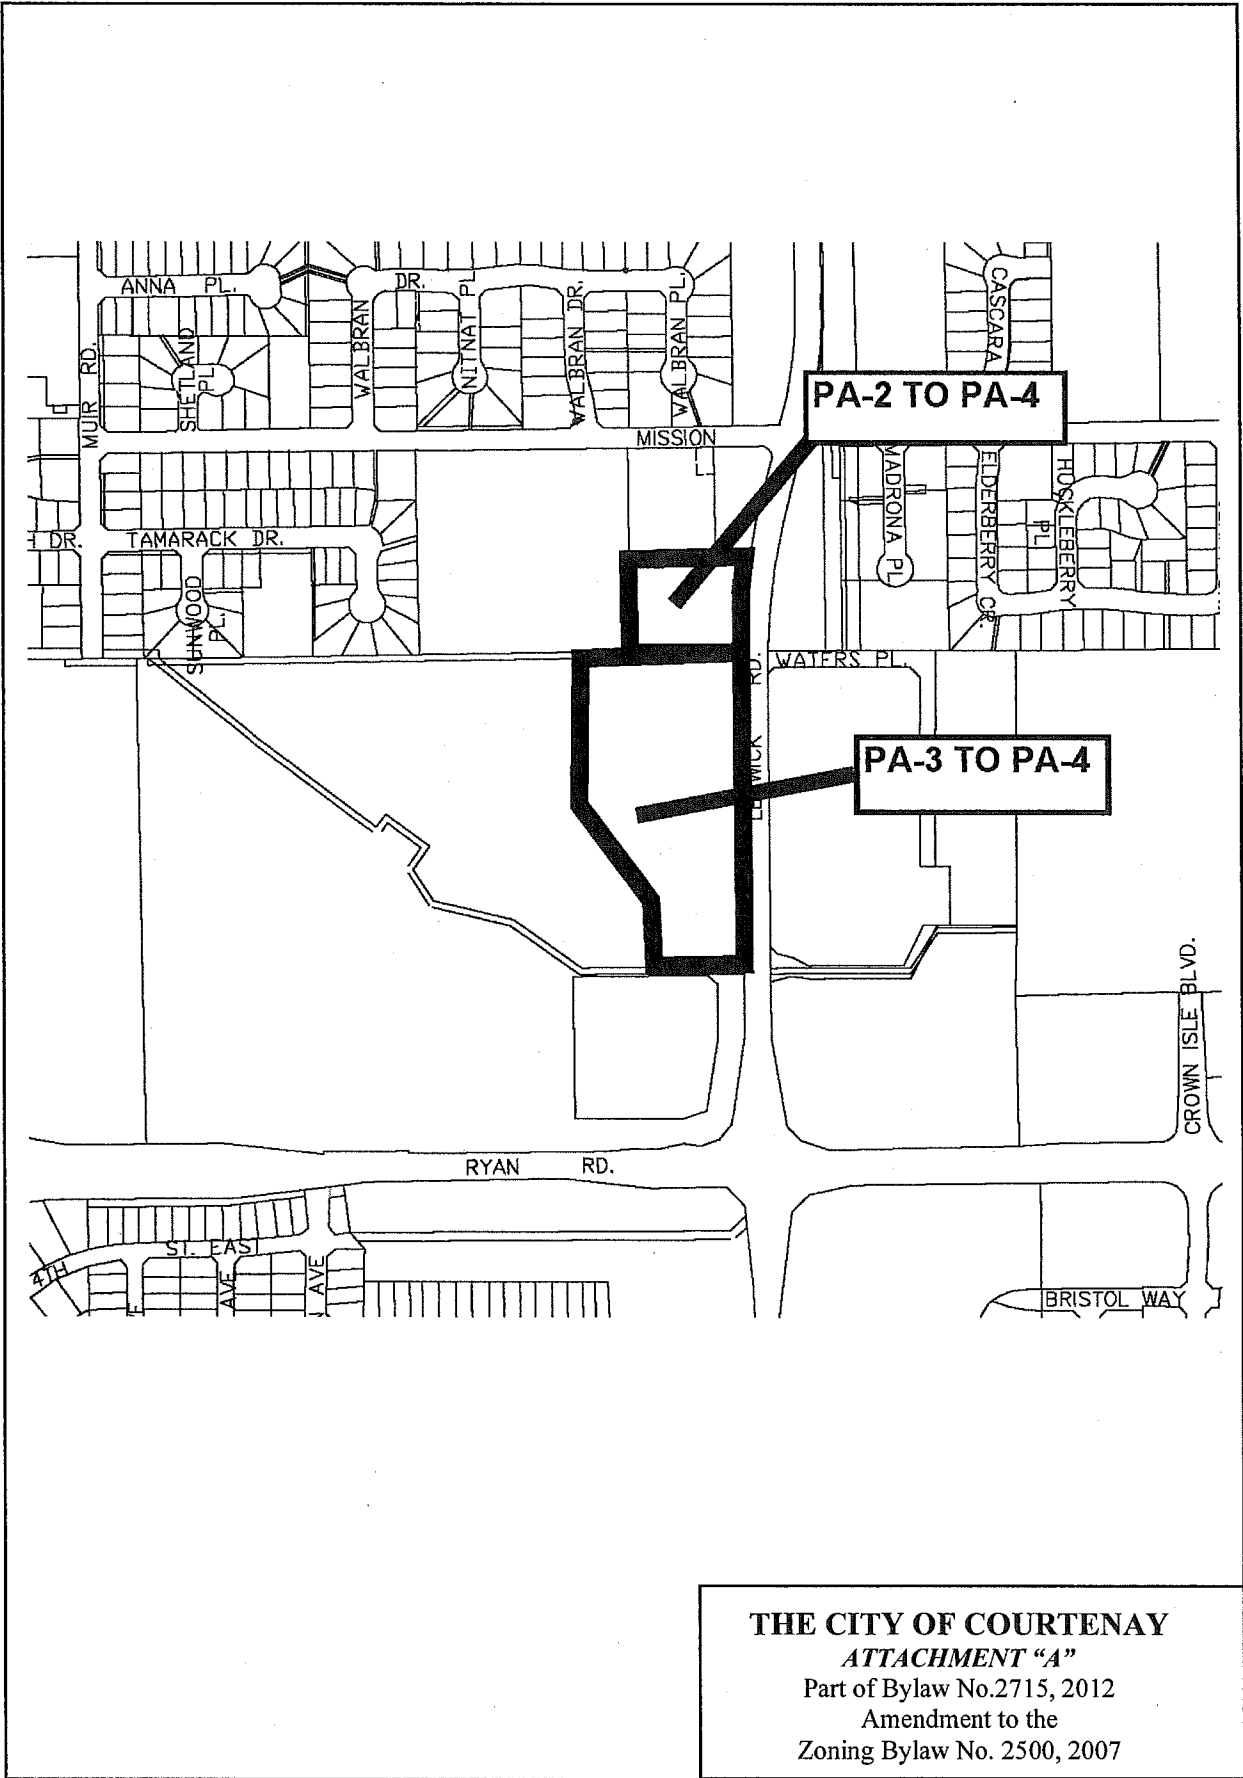 ANNA PL.
DR.
WALBRAN
NITNAT PL.
WALBRAN DR.
WALBRAN PL.
CASCARA
SHETLAND PL
MUIR RD.
PA-2 TO PA-4
MISSION
MADRONA PL
ELDERBERRY CR.
PL
HUCKLEBERRY
H DR.
TAMARACK DR.
SUNWOOD PL.
RD.
WATERS PL.
PA-3 TO PA-4
CROWN ISLE BLVD.
RYAN RD.
4TH ST. EAST
AVE
AVE
BRISTOL WAY
THE CITY OF COURTENAY
ATTACHMENT “A”
Part of Bylaw No.2715, 2012
Amendment to the
Zoning Bylaw No. 2500, 2007